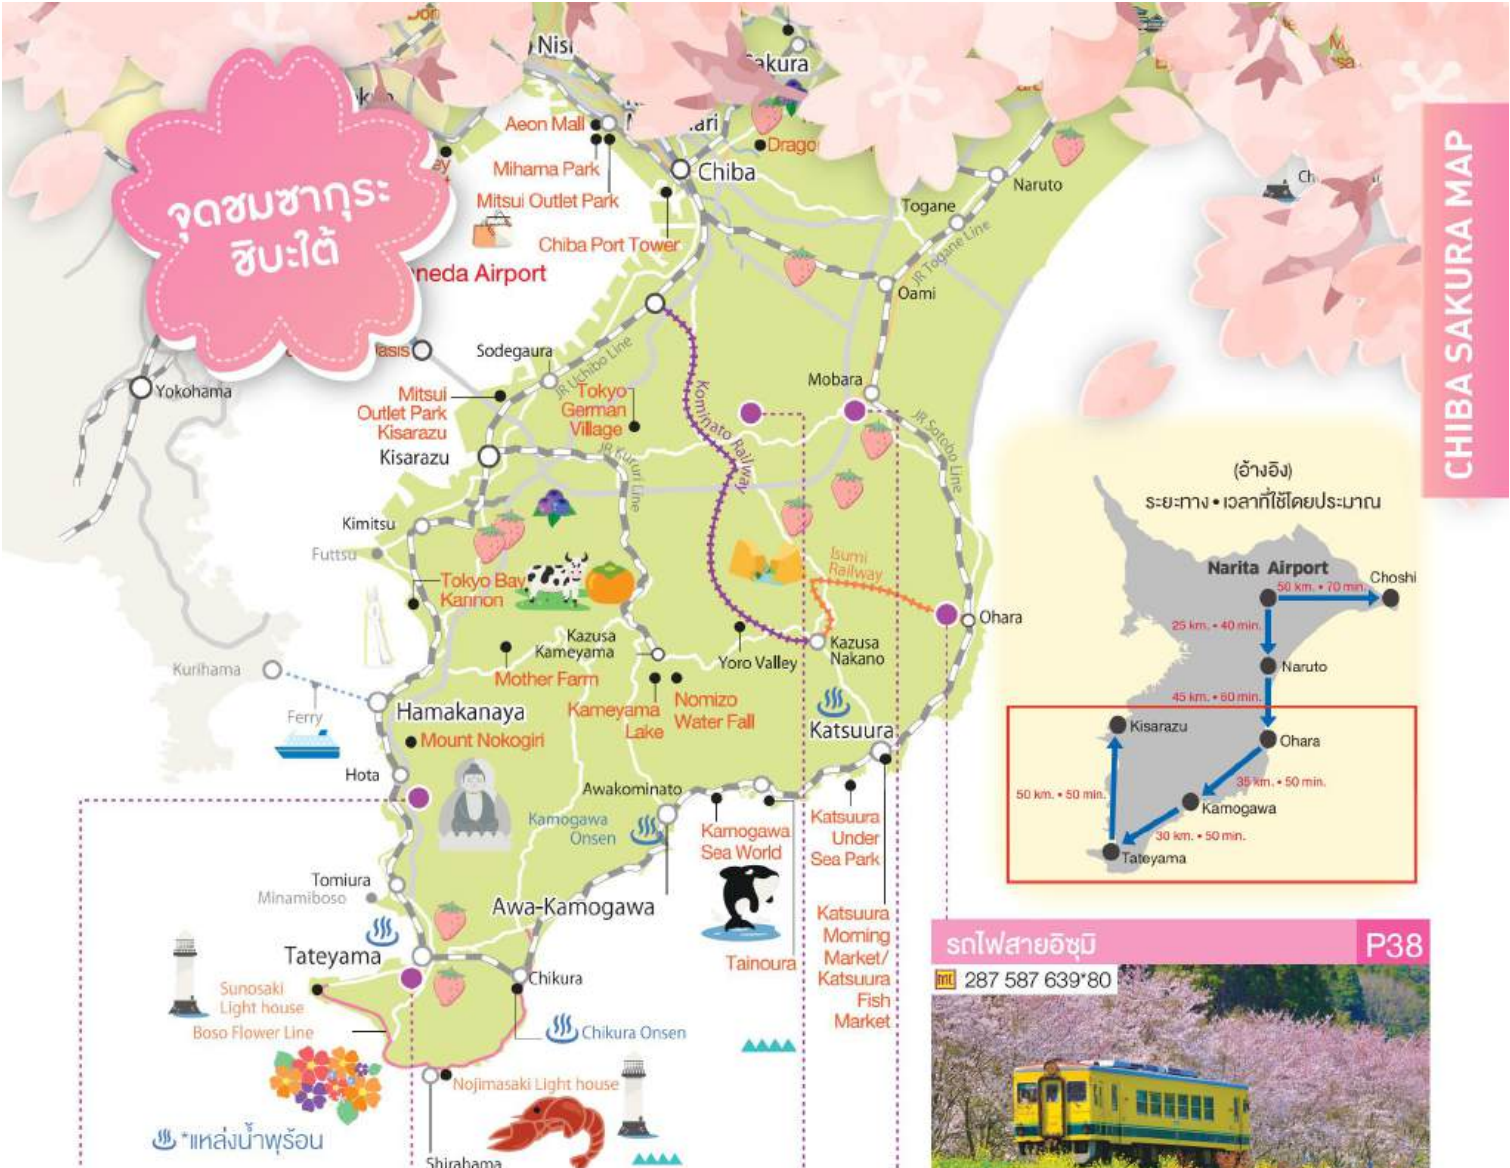 จุดชมซากุระ
ชิบะใต้
CHIBA SAKURA MAP
Aeon Mall
Mihama Park
Mitsui Outlet Park
Chiba Port Tower
Chiba
Naruto
Togane
JR Togane Line
Oami
Yokohama
Sodegaura
JR Uchibo Line
Mitsui
Outlet Park
Kisarazu
Tokyo
German
Village
Kisarazu
JR Kururi Line
Kominato Railway
Mobara
JR Sotobo Line
Kimitsu
Futtsu
Tokyo Bay
Kannon
Isumi
Railway
Ohara
Kazusa
Kameyama
Yoro Valley
Kazusa
Nakano
Kurihama
Mother Farm
Ferry
Hamakanaya
Kameyama
Lake
Nomizo
Water Fall
Mount Nokogiri
Katsuura
Hota
Awakominato
Kamogawa
Onsen
Kamogawa
Sea World
Katsuura
Under
Sea Park
Tomiura
Minamiboso
Awa-Kamogawa
Katsuura
Morning
Market/
Katsuura
Fish
Market
Tainoura
Tateyama
Chikura
Sunosaki
Light house
Boso Flower Line
Chikura Onsen
Nojimasaki Light house
*แหล่งน้ำพุร้อน
Shirahama
(อ้างอิง)
ระยะทาง • เวลาที่ใช้โดยประมาณ
Narita Airport
50 km. • 70 min.
Choshi
25 km. • 40 min.
Naruto
45 km. • 60 min.
Kisarazu
Ohara
50 km. • 50 min.
35 km. • 50 min.
Kamogawa
30 km. • 50 min.
Tateyama
รถไฟสายอิซุมิ
P38
287 587 639*80